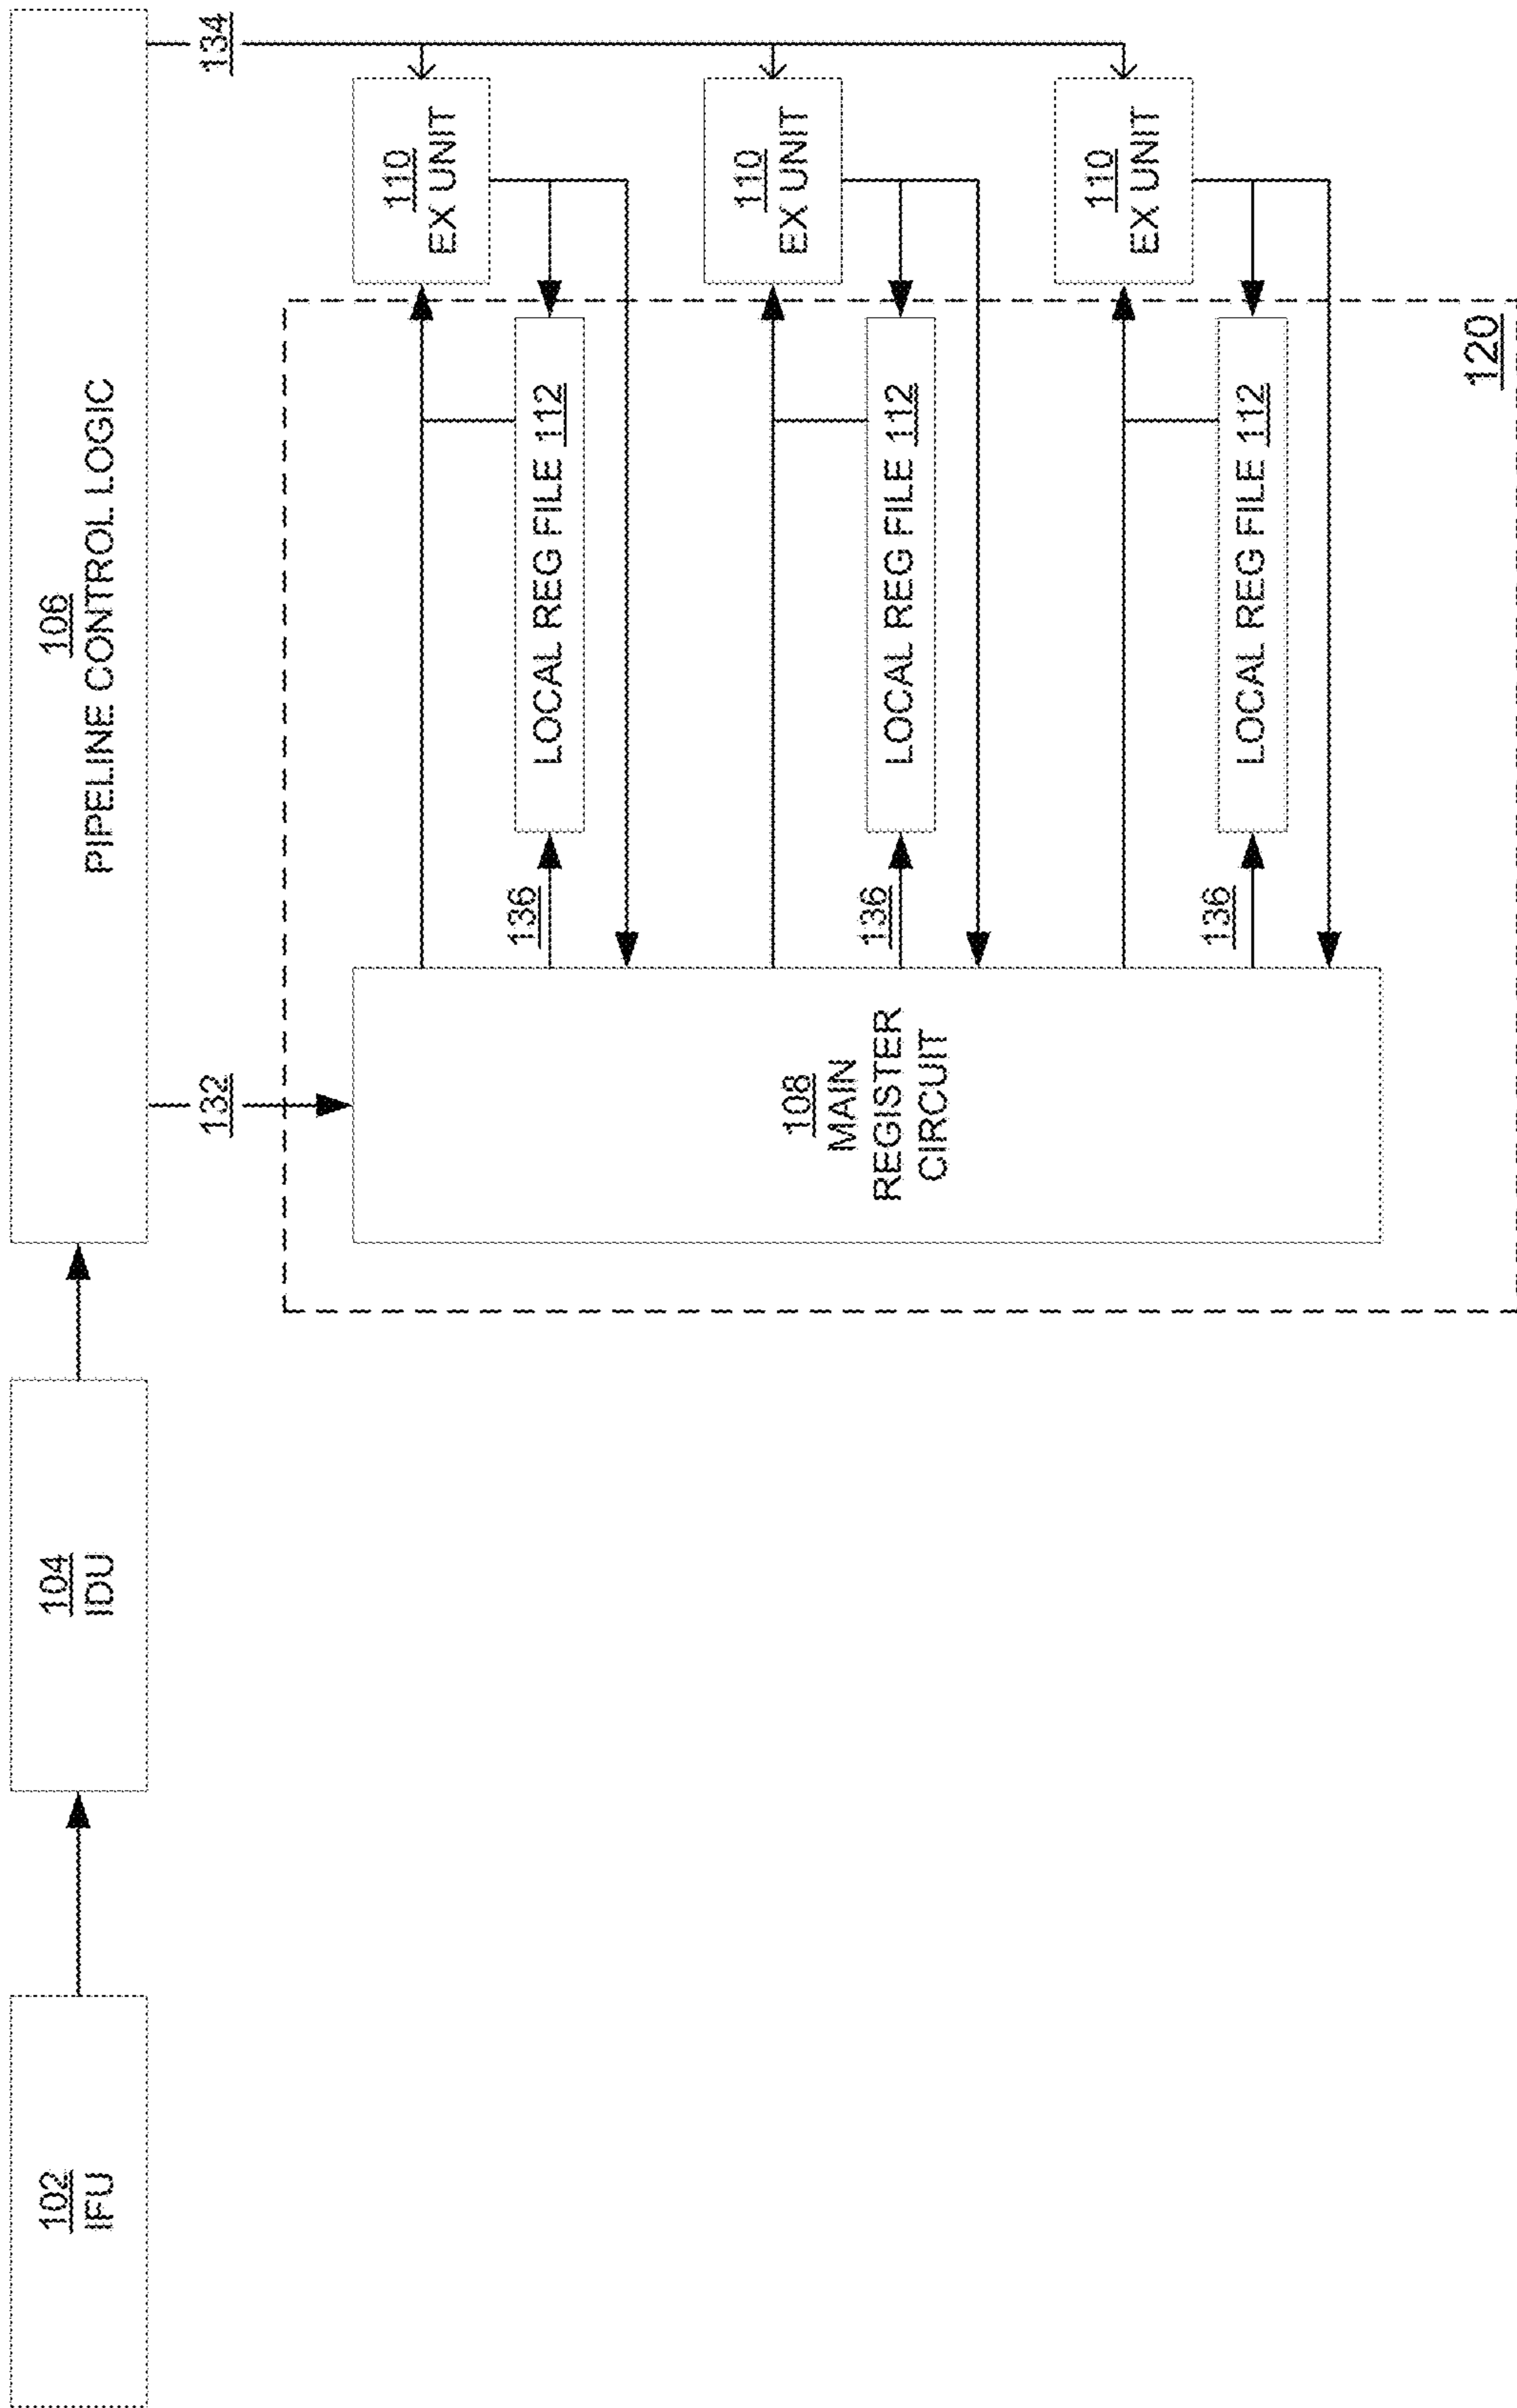 102
IFU
104
IDU
106
PIPELINE CONTROL LOGIC
132
134
108
MAIN
REGISTER
CIRCUIT
110
EX UNIT
LOCAL REG FILE 112
136
110
EX UNIT
LOCAL REG FILE 112
136
110
EX UNIT
LOCAL REG FILE 112
136
120